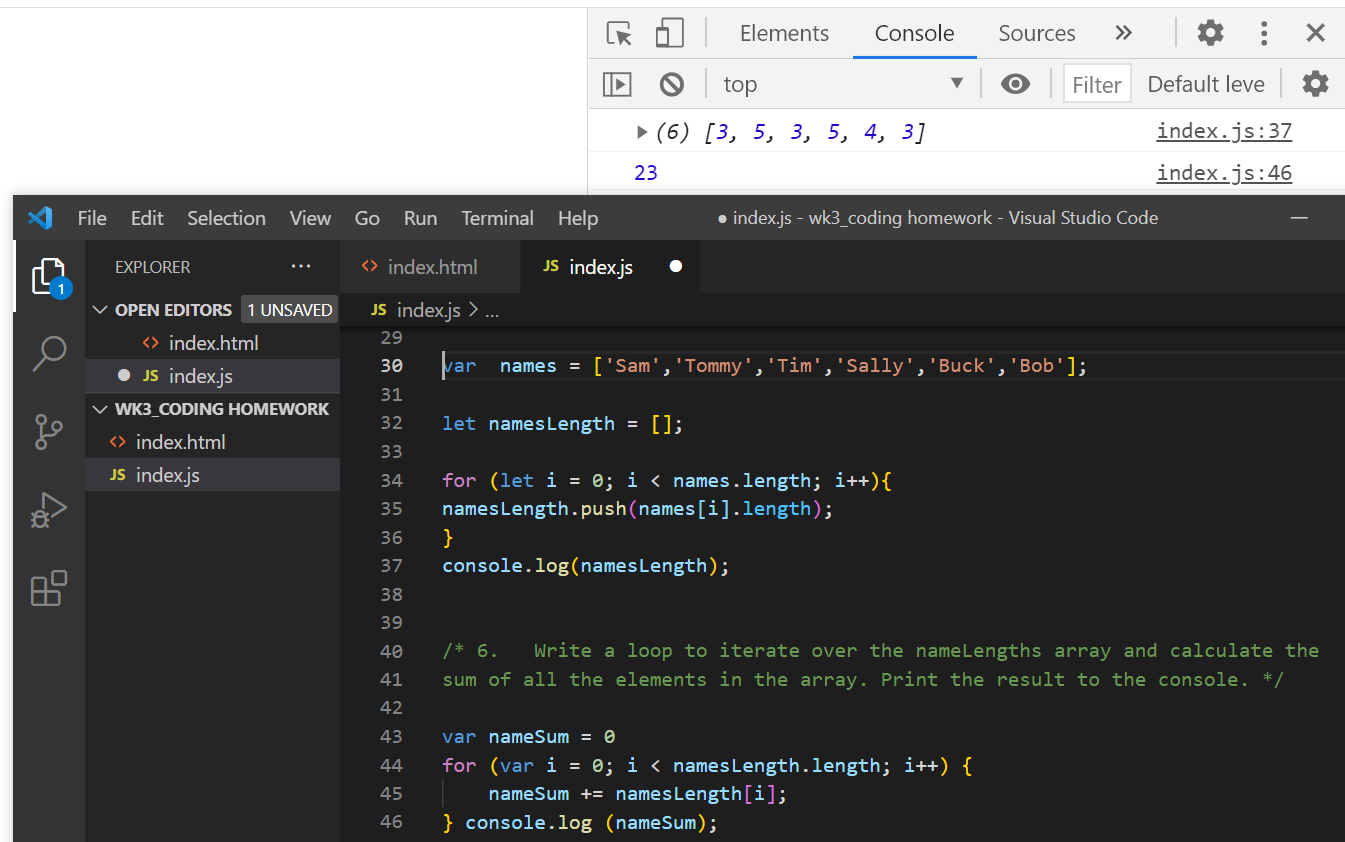 Elements Console Sources »
top Filter Default leve
(6) [3, 5, 3, 5, 4, 3] index.js:37
23 index.js:46
File Edit Selection View Go Run Terminal Help ● index.js - wk3_coding homework - Visual Studio Code
1
EXPLORER ...
OPEN EDITORS 1 UNSAVED
<> index.html
● JS index.js
WK3_CODING HOMEWORK
<> index.html
JS index.js
<> index.html JS index.js ●
JS index.js > ...
29
30 var  names = ['Sam','Tommy','Tim','Sally','Buck','Bob'];
31
32 let namesLength = [];
33
34 for (let i = 0; i < names.length; i++){
35 namesLength.push(names[i].length);
36 }
37 console.log(namesLength);
38
39
40 /* 6.   Write a loop to iterate over the nameLengths array and calculate the
41 sum of all the elements in the array. Print the result to the console. */
42
43 var nameSum = 0
44 for (var i = 0; i < namesLength.length; i++) {
45     nameSum += namesLength[i];
46 } console.log (nameSum);